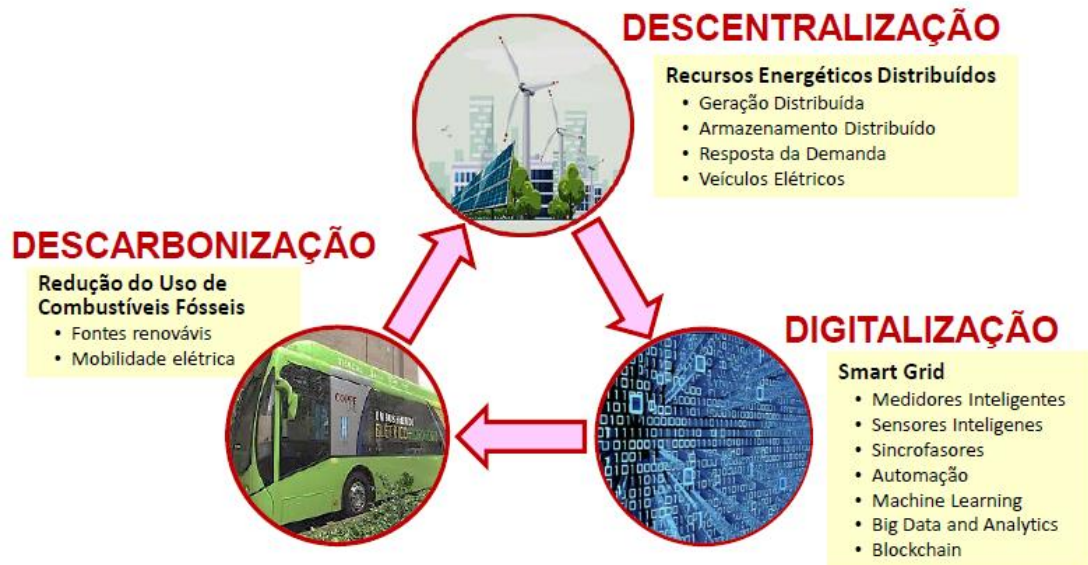 DESCENTRALIZAÇÃO
Recursos Energéticos Distribuídos
• Geração Distribuída
• Armazenamento Distribuído
• Resposta da Demanda
• Veículos Elétricos
DESCARBONIZAÇÃO
Redução do Uso de
Combustíveis Fósseis
• Fontes renovávis
• Mobilidade elétrica
DIGITALIZAÇÃO
Smart Grid
• Medidores Inteligentes
• Sensores Inteligenes
• Sincrofasores
• Automação
• Machine Learning
• Big Data and Analytics
• Blockchain
COPPE
ELÉTRICO